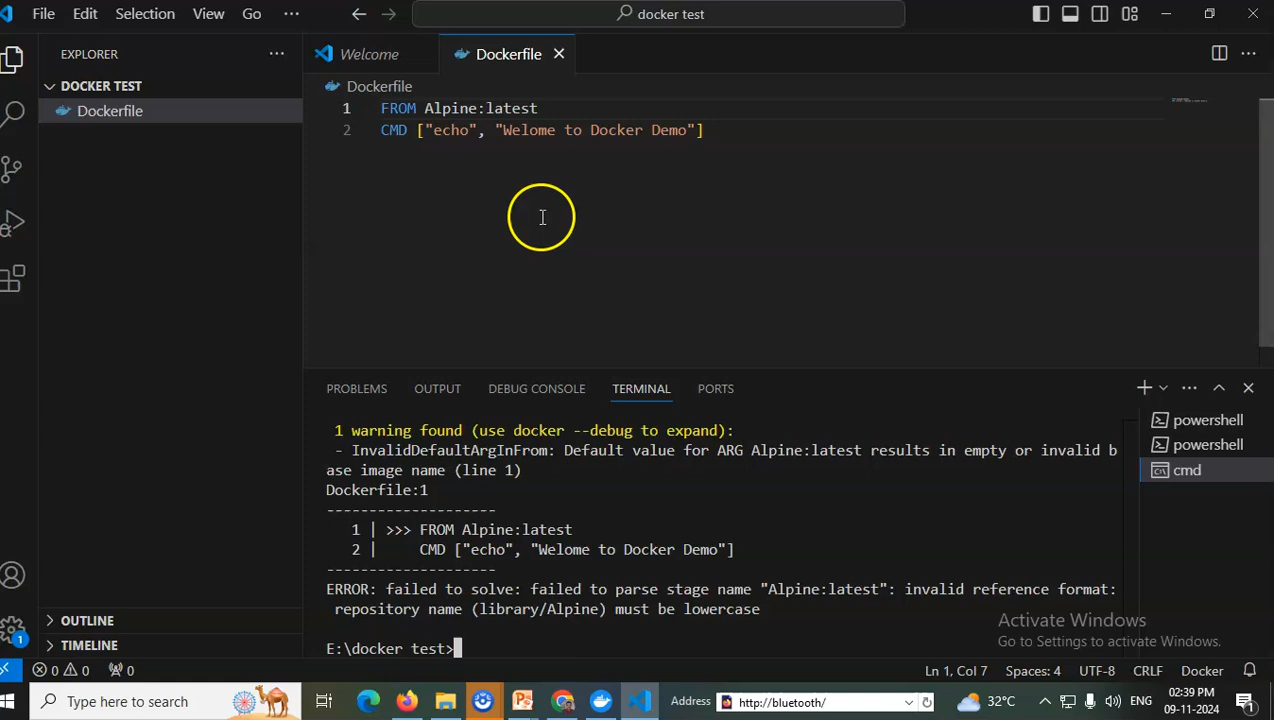 File Edit Selection View Go ··· docker test
EXPLORER
Welcome Dockerfile
DOCKER TEST
Dockerfile
Dockerfile
1 FROM Alpine:latest
2 CMD ["echo", "Welome to Docker Demo"]
PROBLEMS OUTPUT DEBUG CONSOLE TERMINAL PORTS
1 warning found (use docker --debug to expand):
- InvalidDefaultArgInFrom: Default value for ARG Alpine:latest results in empty or invalid b
ase image name (line 1)
Dockerfile:1
--------------------
1 | >>> FROM Alpine:latest
2 | CMD ["echo", "Welome to Docker Demo"]
--------------------
ERROR: failed to solve: failed to parse stage name "Alpine:latest": invalid reference format:
repository name (library/Alpine) must be lowercase
E:\docker test>
powershell
powershell
cmd
Activate Windows
Go to Settings to activate Windows.
OUTLINE
TIMELINE
1
0 0 0 Ln 1, Col 7 Spaces: 4 UTF-8 CRLF Docker
Type here to search Address http://bluetooth/ 32°C ENG 02:39 PM
09-11-2024
1